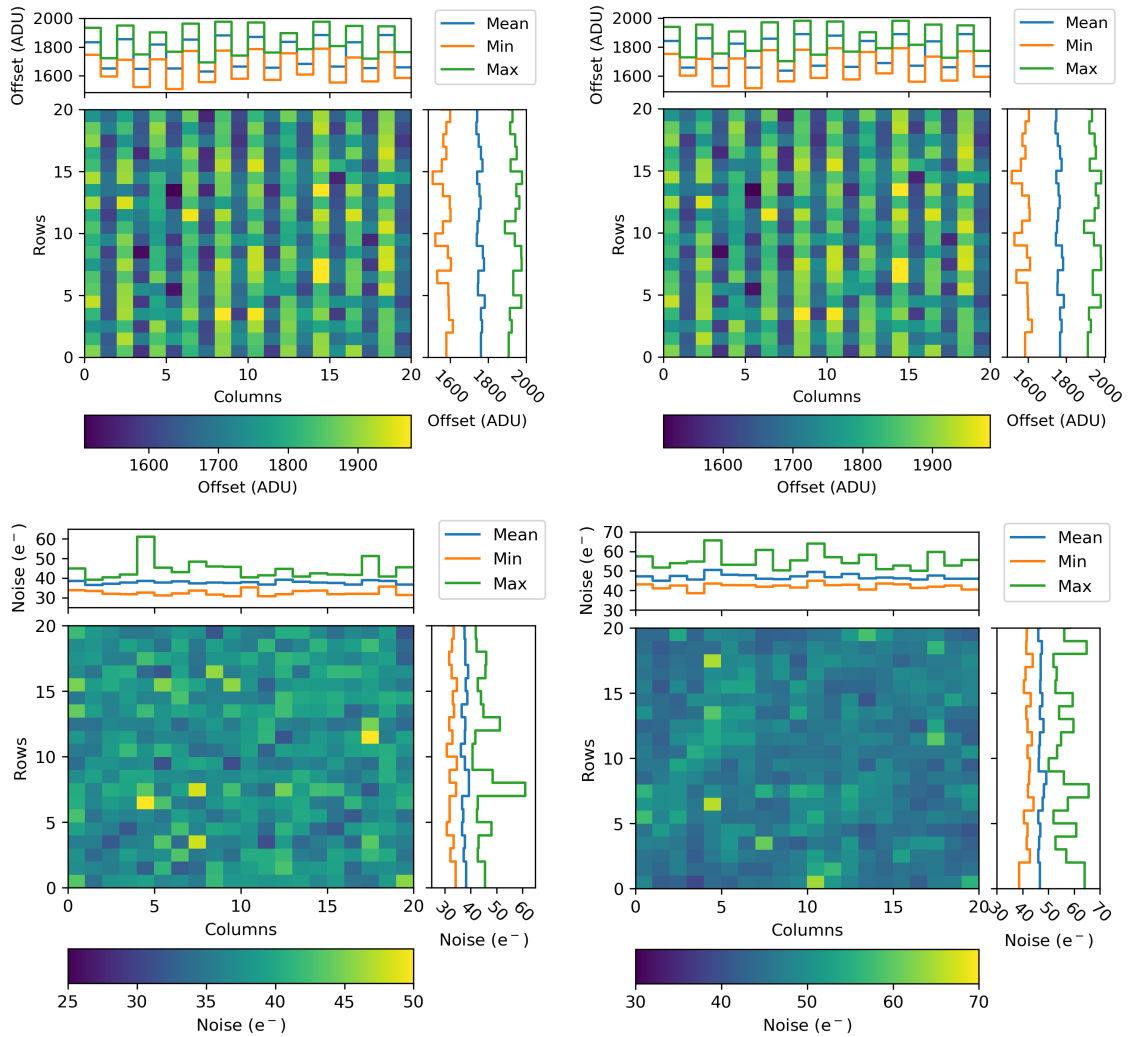 Offset (ADU)
2000
1800
1600
Mean
Min
Max
Rows
20
15
10
5
0
0 5 10 15 20
Columns
1600 1800 2000
Offset (ADU)
1600 1700 1800 1900
Offset (ADU)
Offset (ADU)
2000
1800
1600
Mean
Min
Max
Rows
20
15
10
5
0
0 5 10 15 20
Columns
1600 1800 2000
Offset (ADU)
1600 1700 1800 1900
Offset (ADU)
Noise (e⁻)
60
50
40
30
Mean
Min
Max
Rows
20
15
10
5
0
0 5 10 15 20
Columns
30 40 50 60
Noise (e⁻)
25 30 35 40 45 50
Noise (e⁻)
Noise (e⁻)
70
60
50
40
30
Mean
Min
Max
Rows
20
15
10
5
0
0 5 10 15 20
Columns
30 40 50 60 70
Noise (e⁻)
30 40 50 60 70
Noise (e⁻)